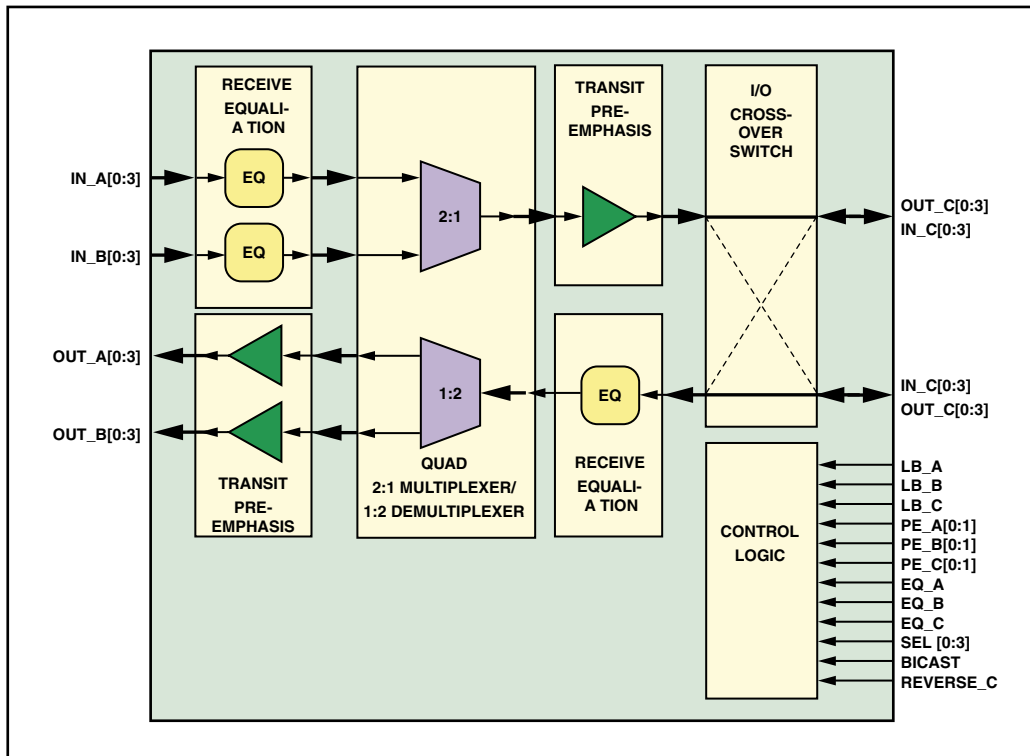 RECEIVE
EQUALI-
A TION
TRANSIT
PRE-
EMPHASIS
I/O
CROSS-
OVER
SWITCH
IN_A[0:3]
EQ
2:1
OUT_C[0:3]
IN_C[0:3]
IN_B[0:3]
EQ
OUT_A[0:3]
1:2
EQ
IN_C[0:3]
OUT_C[0:3]
OUT_B[0:3]
TRANSIT
PRE-
EMPHASIS
QUAD
2:1 MULTIPLEXER/
1:2 DEMULTIPLEXER
RECEIVE
EQUALI-
A TION
CONTROL
LOGIC
LB_A
LB_B
LB_C
PE_A[0:1]
PE_B[0:1]
PE_C[0:1]
EQ_A
EQ_B
EQ_C
SEL [0:3]
BICAST
REVERSE_C